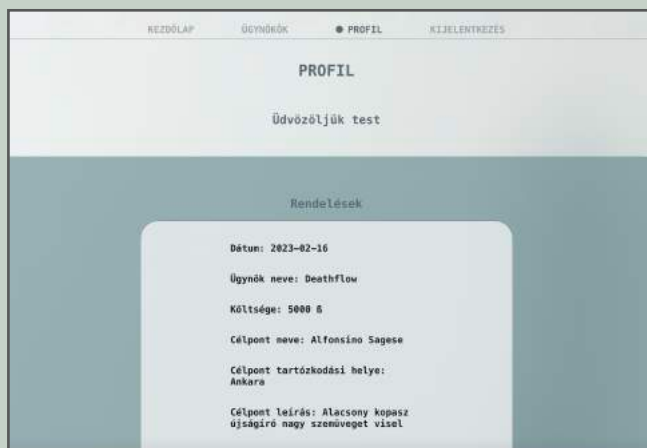 KEZDŐLAP ÜGYNÖKÖK PROFIL KIJELENTKEZÉS
PROFIL
Üdvözöljük test
Rendelések
Dátum: 2023-02-16
Ügynök neve: Deathflow
Költsége: 5000 ß
Célpont neve: Alfonsino Sagese
Célpont tartózkodási helye:
Ankara
Célpont leírás: Alacsony kopasz
újságíró nagy szemüveget visel